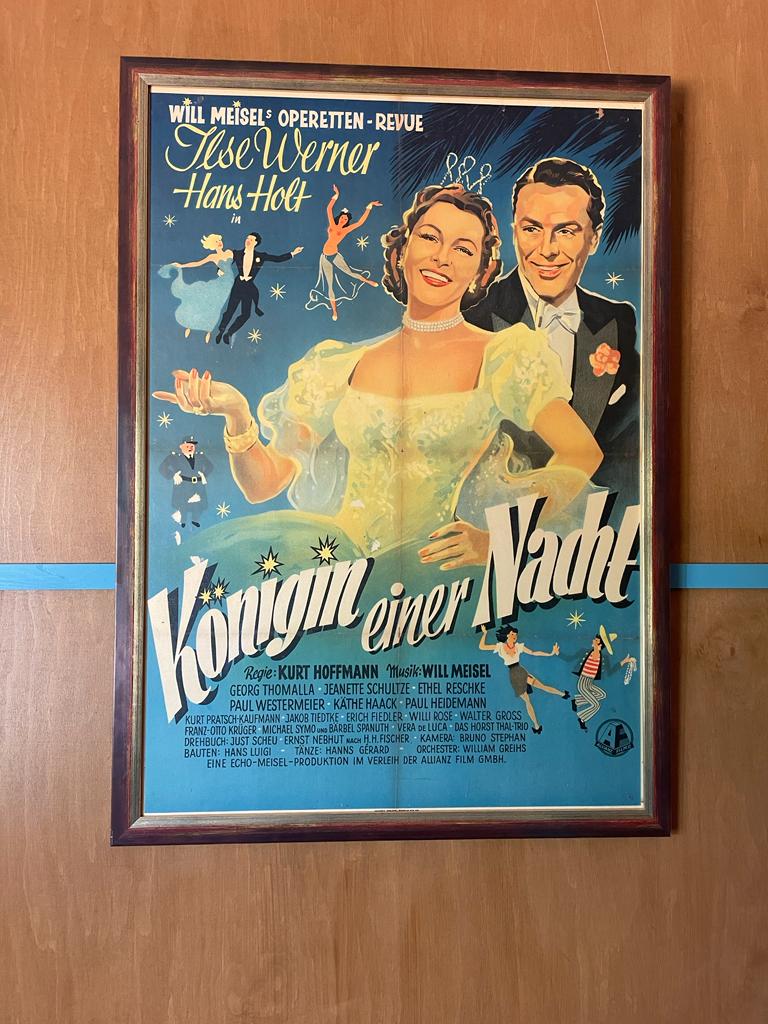 WILL MEISELS OPERETTEN-REVUE
Ilse Werner
Hans Holt
in
Königin einer Nacht
Regie: KURT HOFFMANN Musik: WILL MEISEL
GEORG THOMALLA · JEANETTE SCHULTZE · ETHEL RESCHKE
PAUL WESTERMEIER · KÄTHE HAACK · PAUL HEIDEMANN
KURT PRATSCH-KAUFMANN · JAKOB TIEDTKE · ERICH FIEDLER · WILLI ROSE · WALTER GROSS
FRANZ-OTTO KRÜGER · MICHAEL SYMO UND BÄRBEL SPANUTH · VERA DE LUCA · DAS HORST THAL-TRIO
DREHBUCH: JUST SCHEU · ERNST NEBHUT NACH H.H. FISCHER · KAMERA: BRUNO STEPHAN
BAUTEN: HANS LUIGI · TÄNZE: HANNS GÉRARD · ORCHESTER: WILLIAM GREIHS
EINE ECHO-MEISEL-PRODUKTION IM VERLEIH DER ALLIANZ FILM GMBH.
AF
ALLIANZ FILM